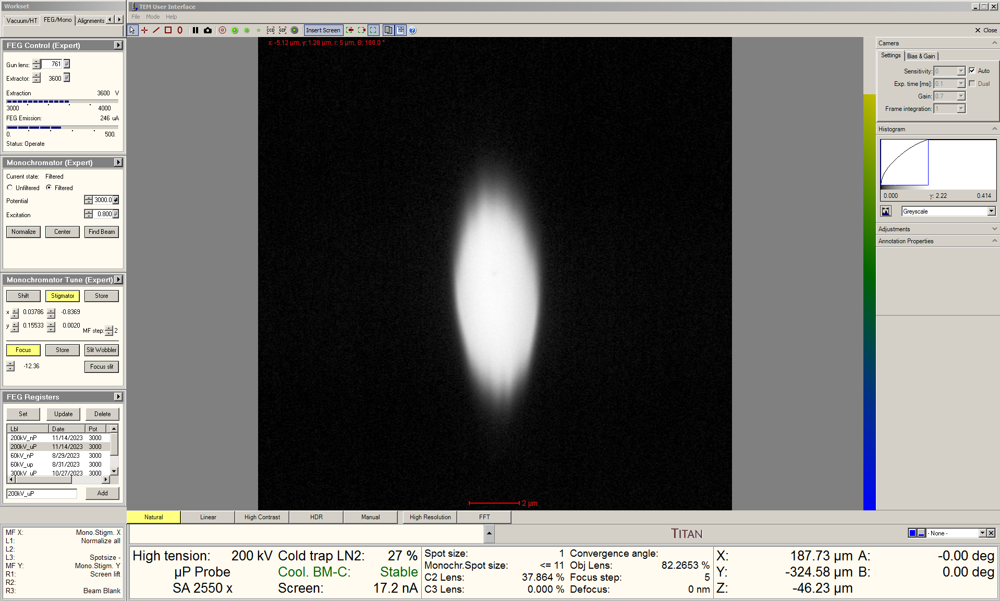 Workset
TEM User Interface
File Mode Help
Vacuum/HT FEG/Mono Alignments
CCD GIF Insert Screen Close
FEG Control (Expert)
Gun lens: 761
Extractor: 3600
Extraction 3600 V
3000 4000
FEG Emission: 246 uA
0. 500.
Status: Operate
Monochromator (Expert)
Current state: Filtered
Unfiltered Filtered
Potential 3000.0
Excitation 0.800
Normalize Center Find Beam
Monochromator Tune (Expert)
Shift Stigmator Store
x 0.03786 -0.8369
y 0.15533 0.0020 MF step: 2
Focus Store Slit Wobbler
-12.36 Focus slit
FEG Registers
Set Update Delete
Lbl Date Pot
200kV_nP 11/14/2023 3000
200kV_uP 11/14/2023 3000
60kV_nP 8/29/2023 3000
60kV_up 8/31/2023 3000
300kV_uP 10/27/2023 3000
200kV_uP Add
x: -5.12 µm, y: 1.28 µm, r: 5 µm, Θ: 166.0 °
2 µm
Camera
Settings Bias & Gain
Sensitivity: 0 Auto
Exp. time [ms]: 0.1 Dual
Gain: 0.7
Frame integration: 1
Histogram
0.000 γ: 2.22 0.414
Greyscale
Adjustments
Annotation Properties
Natural Linear High Contrast HDR Manual High Resolution FFT
TITAN
- None -
MF X: Mono.Stigm. X
L1: Normalize all
L2:
L3: Spotsize -
MF Y: Mono.Stigm. Y
R1: Screen lift
R2:
R3: Beam Blank
High tension: 200 kV
µP Probe
SA 2550 x
Cold trap LN2: 27 %
Cool. BM-C: Stable
Screen: 17.2 nA
Spot size: 1
Monochr.Spot size: <= 11
C2 Lens: 37.864 %
C3 Lens: 0.000 %
Convergence angle:
Obj Lens: 82.2653 %
Focus step: 5
Defocus: 0 nm
X: 187.73 µm A: -0.00 deg
Y: -324.58 µm B: 0.00 deg
Z: -46.23 µm